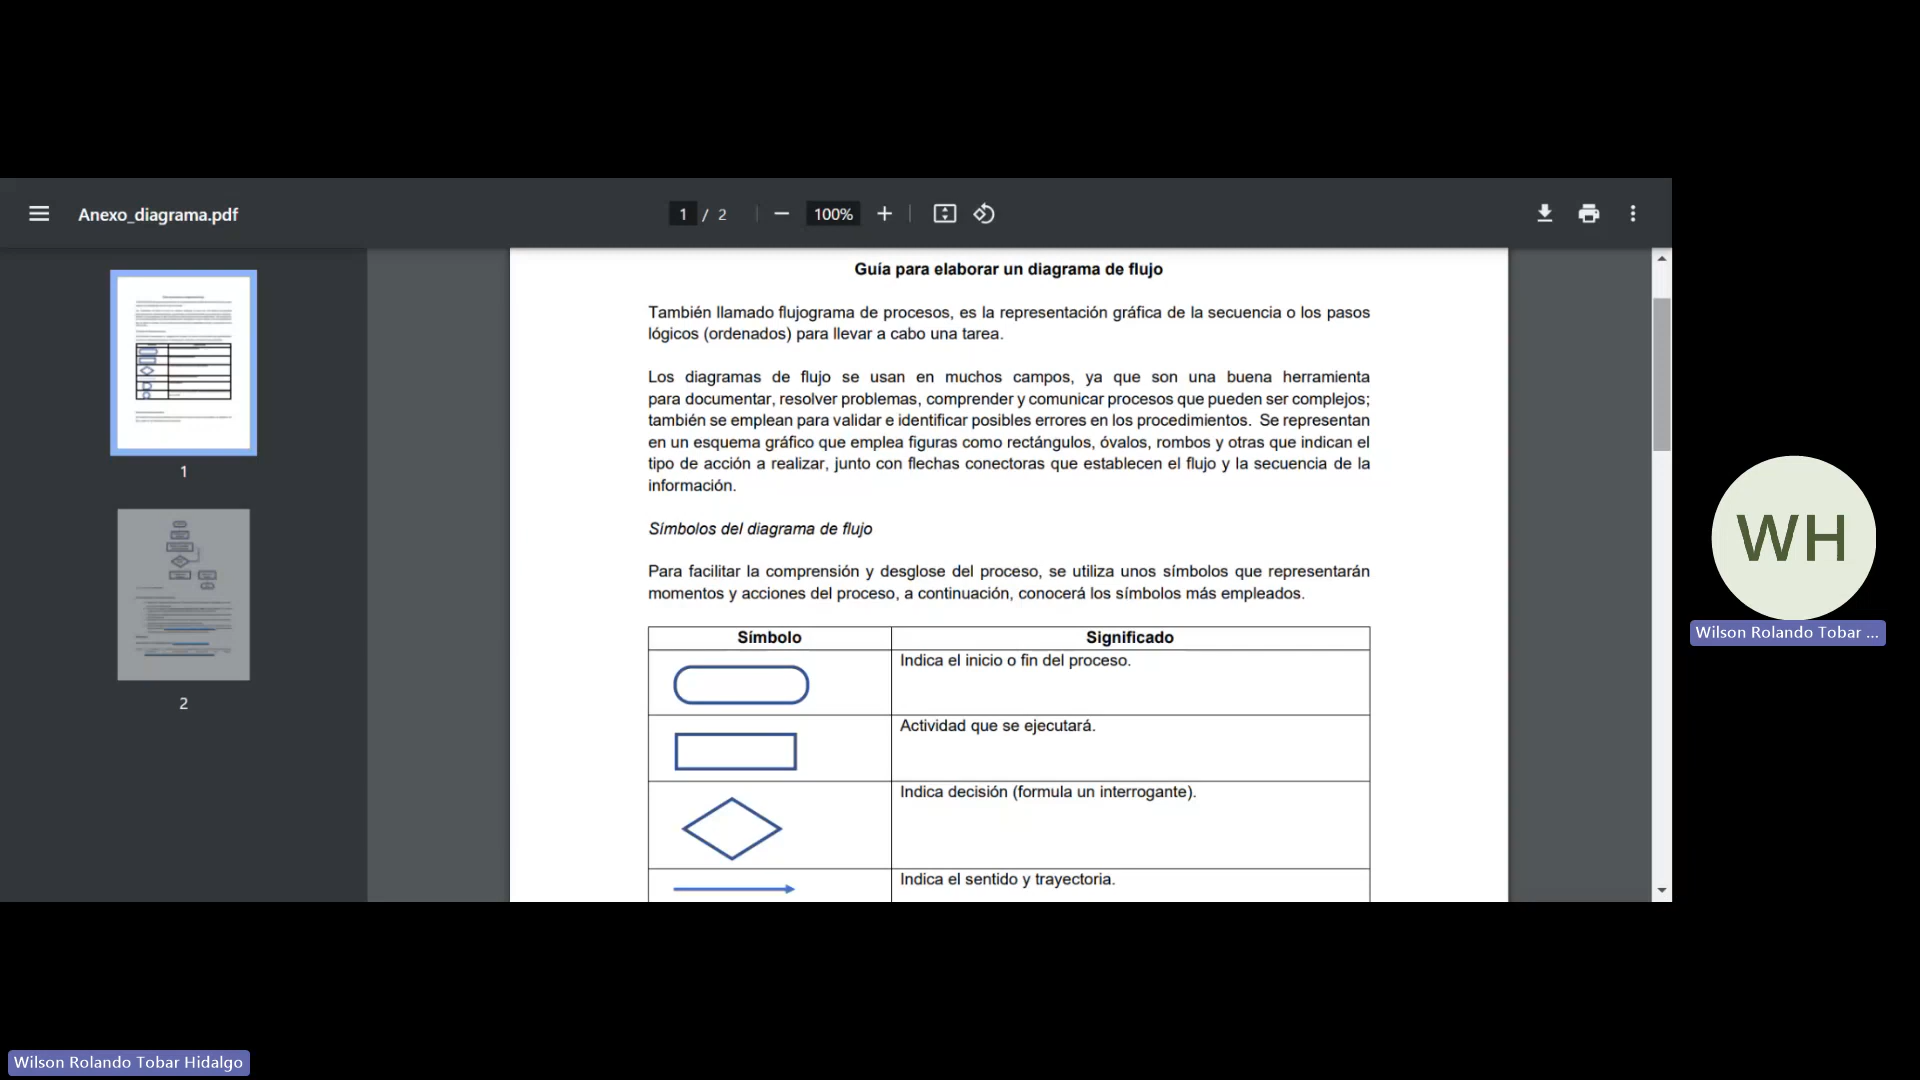 Anexo_diagrama.pdf
1 / 2
100%
Guía para elaborar un diagrama de flujo
También llamado flujograma de procesos, es la representación gráfica de la secuencia o los pasos
lógicos (ordenados) para llevar a cabo una tarea.
Los diagramas de flujo se usan en muchos campos, ya que son una buena herramienta
para documentar, resolver problemas, comprender y comunicar procesos que pueden ser complejos;
también se emplean para validar e identificar posibles errores en los procedimientos. Se representan
en un esquema gráfico que emplea figuras como rectángulos, óvalos, rombos y otras que indican el
tipo de acción a realizar, junto con flechas conectoras que establecen el flujo y la secuencia de la
información.
Símbolos del diagrama de flujo
Para facilitar la comprensión y desglose del proceso, se utiliza unos símbolos que representarán
momentos y acciones del proceso, a continuación, conocerá los símbolos más empleados.
Símbolo Significado
Indica el inicio o fin del proceso.
Actividad que se ejecutará.
Indica decisión (formula un interrogante).
Indica el sentido y trayectoria.
1
2
WH
Wilson Rolando Tobar ...
Wilson Rolando Tobar Hidalgo